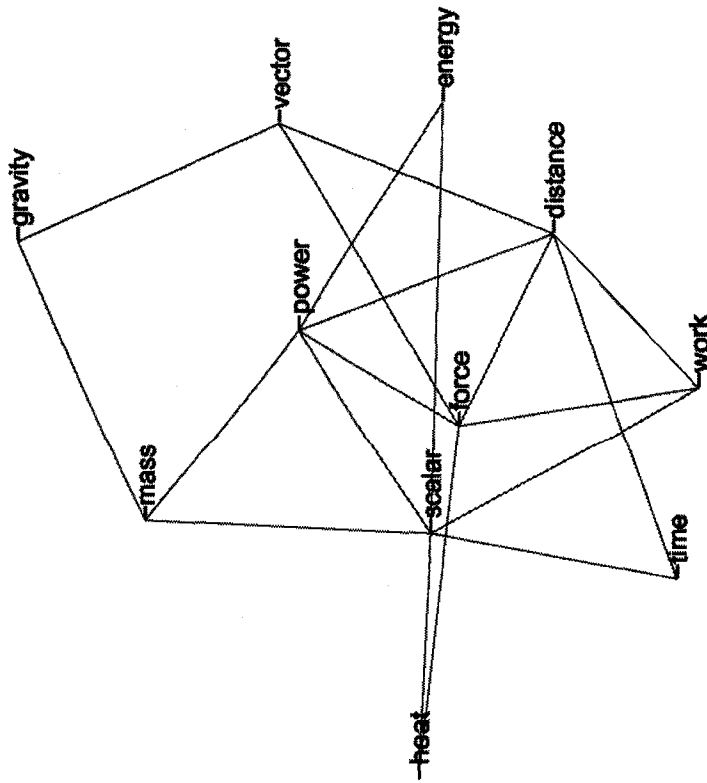 gravity
vector
energy
power
distance
mass
force
scalar
work
time
heat